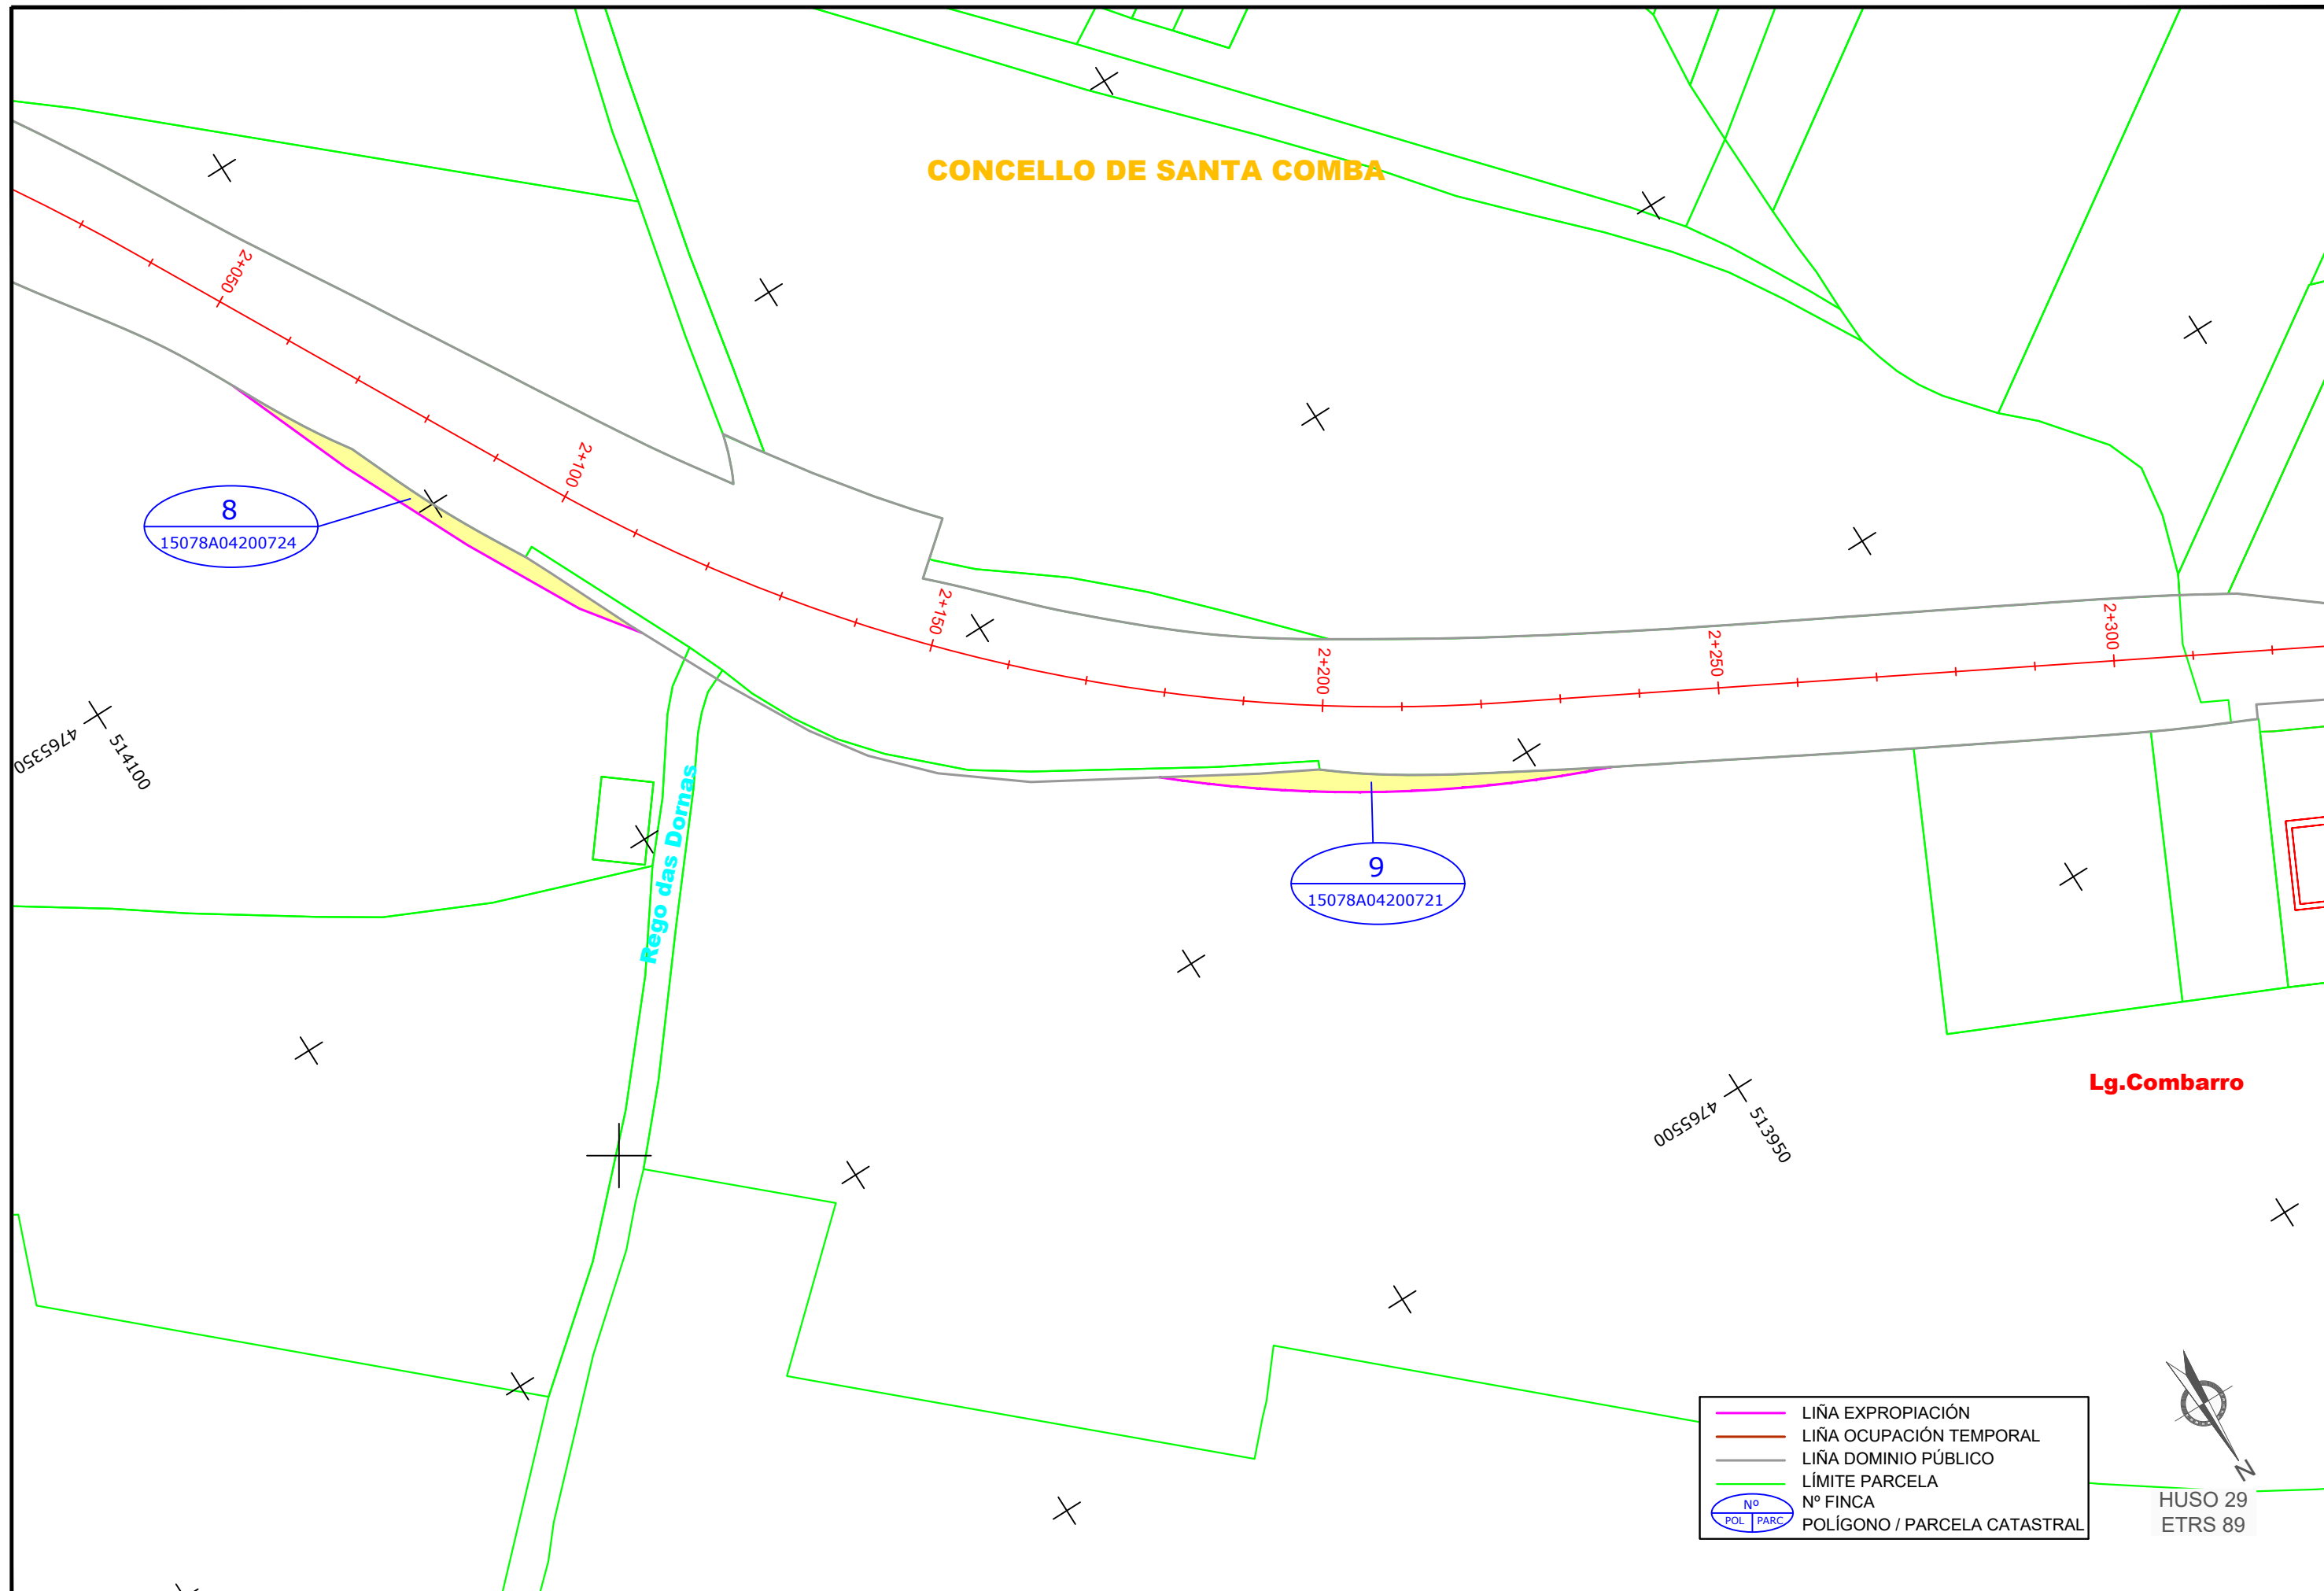 CONCELLO DE SANTA COMBA
2+050
2+100
2+150
2+200
2+250
2+300
8
15078A04200724
9
15078A04200721
4765350
514100
Rego das Dornas
4765500
513950
Lg.Combarro
LIÑA EXPROPIACIÓN
LIÑA OCUPACIÓN TEMPORAL
LIÑA DOMINIO PÚBLICO
LÍMITE PARCELA
Nº
POL PARC
Nº FINCA
POLÍGONO / PARCELA CATASTRAL
N
HUSO 29
ETRS 89